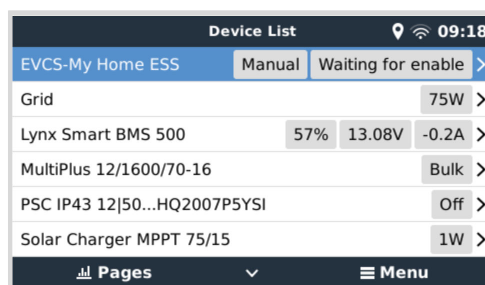 Device List 09:18
EVCS-My Home ESS Manual Waiting for enable
Grid 75W
Lynx Smart BMS 500 57% 13.08V -0.2A
MultiPlus 12/1600/70-16 Bulk
PSC IP43 12|50...HQ2007P5YSI Off
Solar Charger MPPT 75/15 1W
Pages Menu